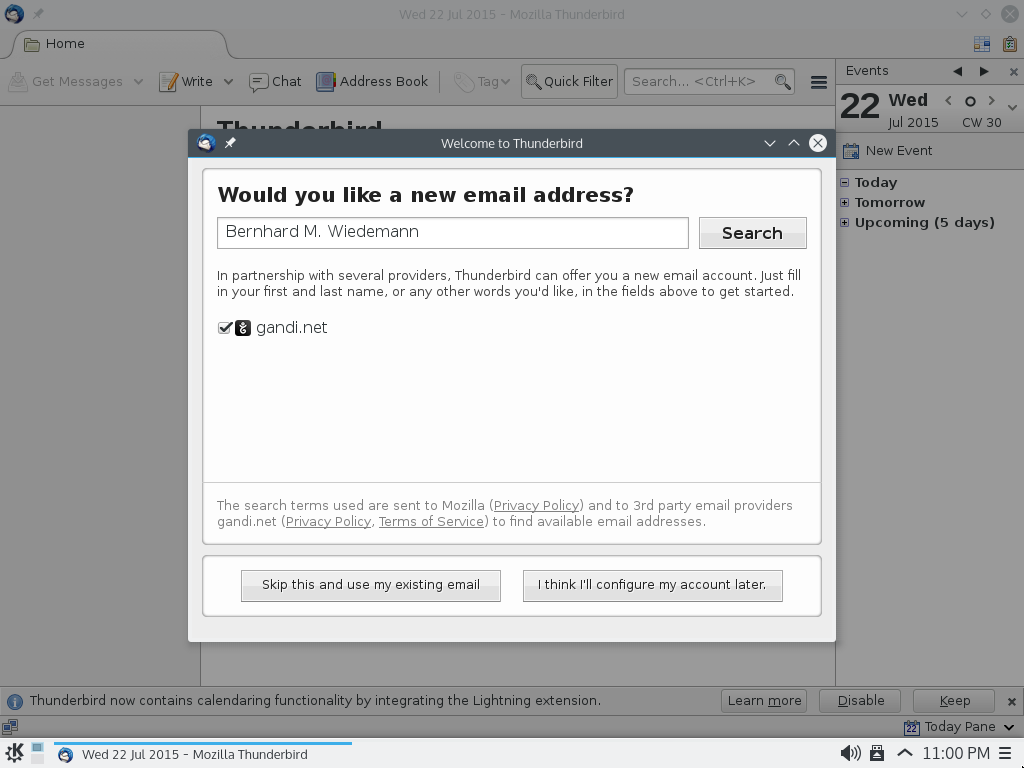 Wed 22 Jul 2015 - Mozilla Thunderbird
Home
Get Messages
Write
Chat
Address Book
Tag
Quick Filter
Search... <Ctrl+K>
Events
22
Wed
Jul 2015
CW 30
New Event
Today
Tomorrow
Upcoming (5 days)
Thunderbird
Welcome to Thunderbird
Would you like a new email address?
Bernhard M. Wiedemann
Search
In partnership with several providers, Thunderbird can offer you a new email account. Just fill
in your first and last name, or any other words you'd like, in the fields above to get started.
gandi.net
The search terms used are sent to Mozilla (Privacy Policy) and to 3rd party email providers
gandi.net (Privacy Policy, Terms of Service) to find available email addresses.
Skip this and use my existing email
I think I'll configure my account later.
Thunderbird now contains calendaring functionality by integrating the Lightning extension.
Learn more
Disable
Keep
22
Today Pane
Wed 22 Jul 2015 - Mozilla Thunderbird
11:00 PM